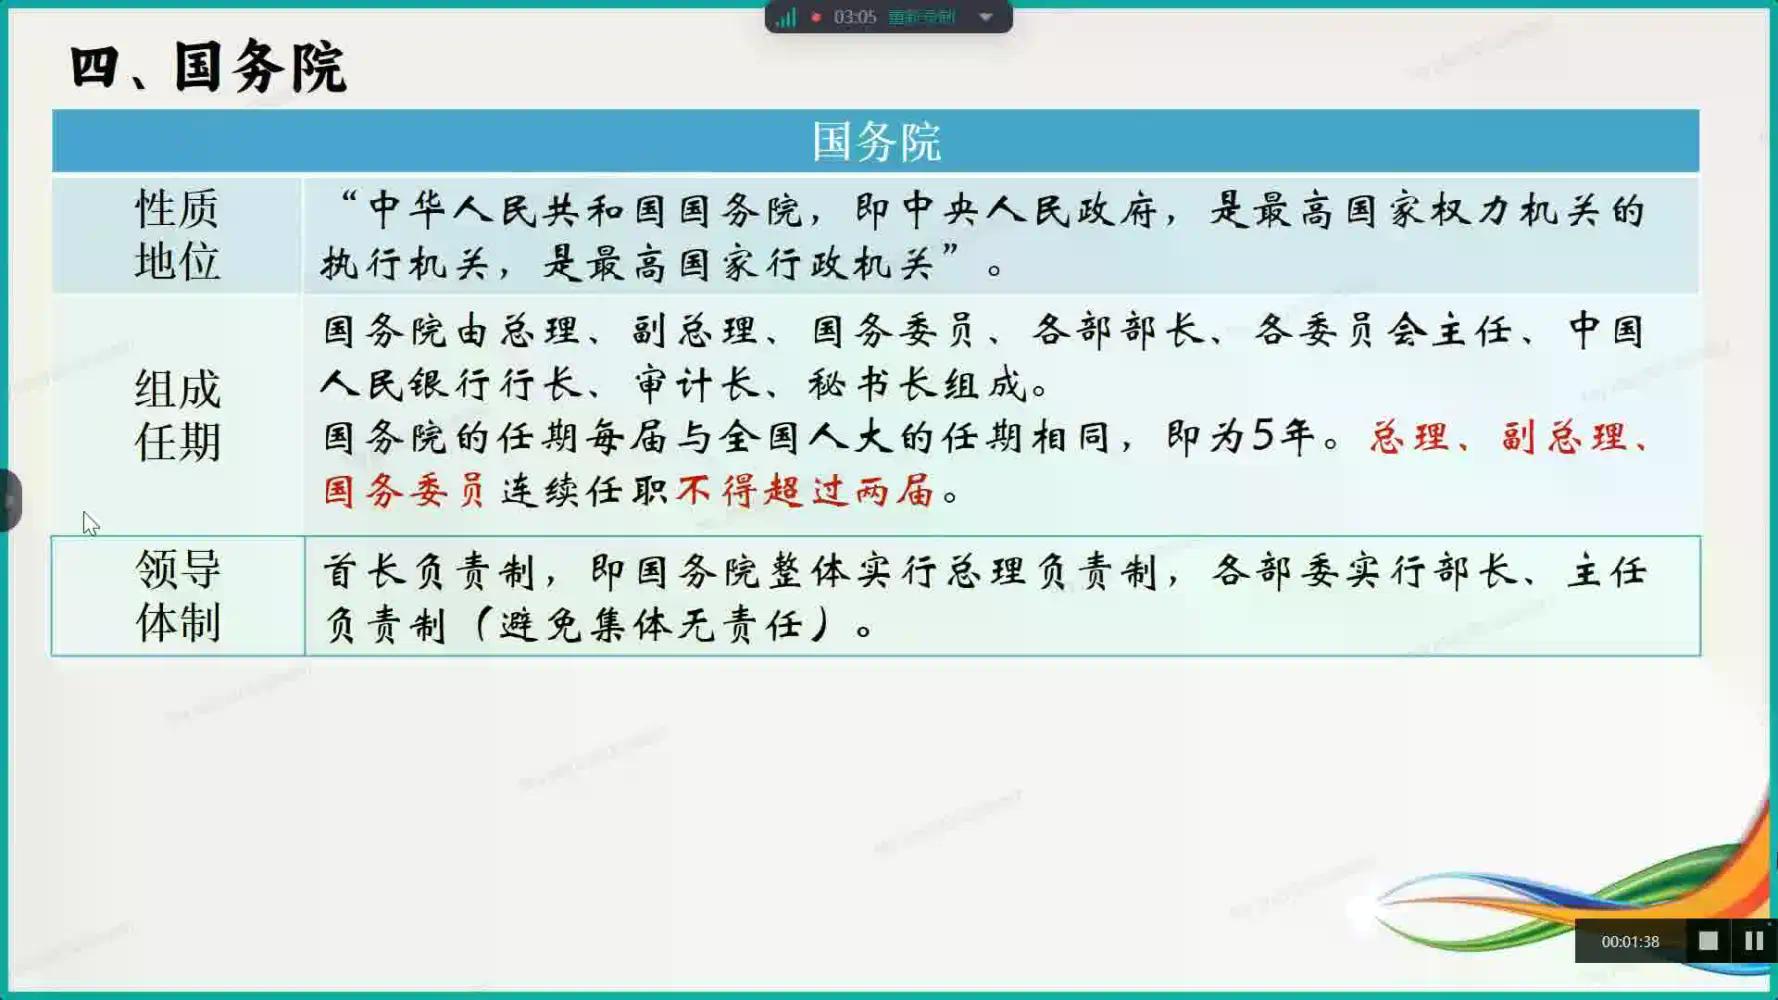 03:05
四、国务院
国务院
性质
地位
“中华人民共和国国务院，即中央人民政府，是最高国家权力机关的
执行机关，是最高国家行政机关”。
组成
任期
国务院由总理、副总理、国务委员、各部部长、各委员会主任、中国
人民银行行长、审计长、秘书长组成。
国务院的任期每届与全国人大的任期相同，即为5年。总理、副总理、
国务委员连续任职不得超过两届。
领导
体制
首长负责制，即国务院整体实行总理负责制，各部委实行部长、主任
负责制（避免集体无责任）。
00:01:38